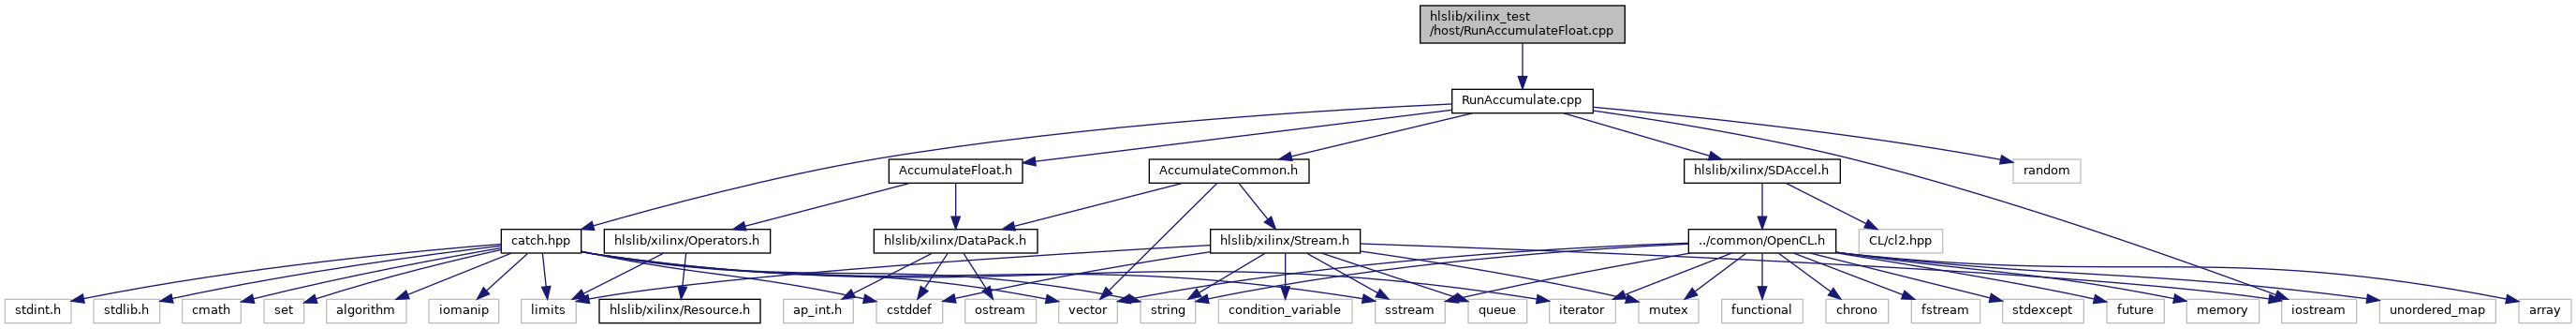 hlslib/xilinx_test
/host/RunAccumulateFloat.cpp
RunAccumulate.cpp
AccumulateFloat.h
AccumulateCommon.h
hlslib/xilinx/SDAccel.h
random
catch.hpp
hlslib/xilinx/Operators.h
hlslib/xilinx/DataPack.h
hlslib/xilinx/Stream.h
../common/OpenCL.h
CL/cl2.hpp
stdint.h
stdlib.h
cmath
set
algorithm
iomanip
limits
hlslib/xilinx/Resource.h
ap_int.h
cstddef
ostream
vector
string
condition_variable
sstream
queue
iterator
mutex
functional
chrono
fstream
stdexcept
future
memory
iostream
unordered_map
array